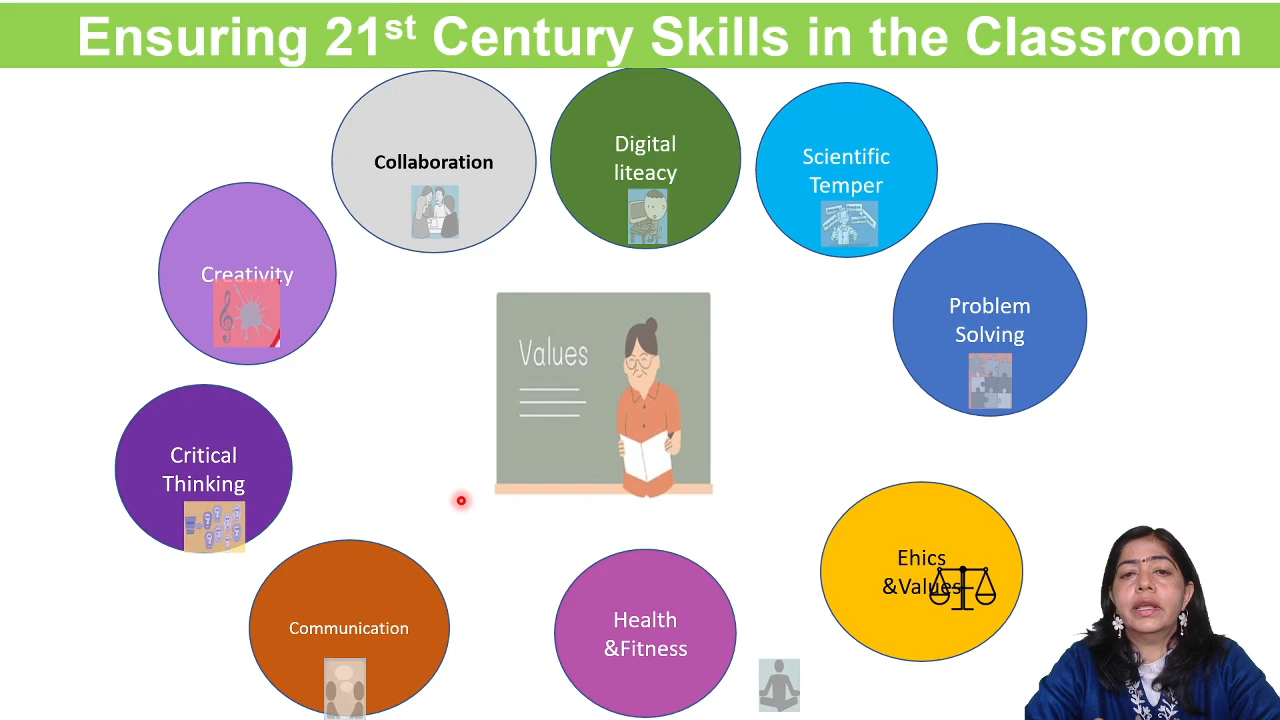 Ensuring 21st Century Skills in the Classroom
Collaboration
Digital
liteacy
Scientific
Temper
Creativity
Problem
Solving
Values
Critical
Thinking
Ehics
&Values
Communication
Health
&Fitness